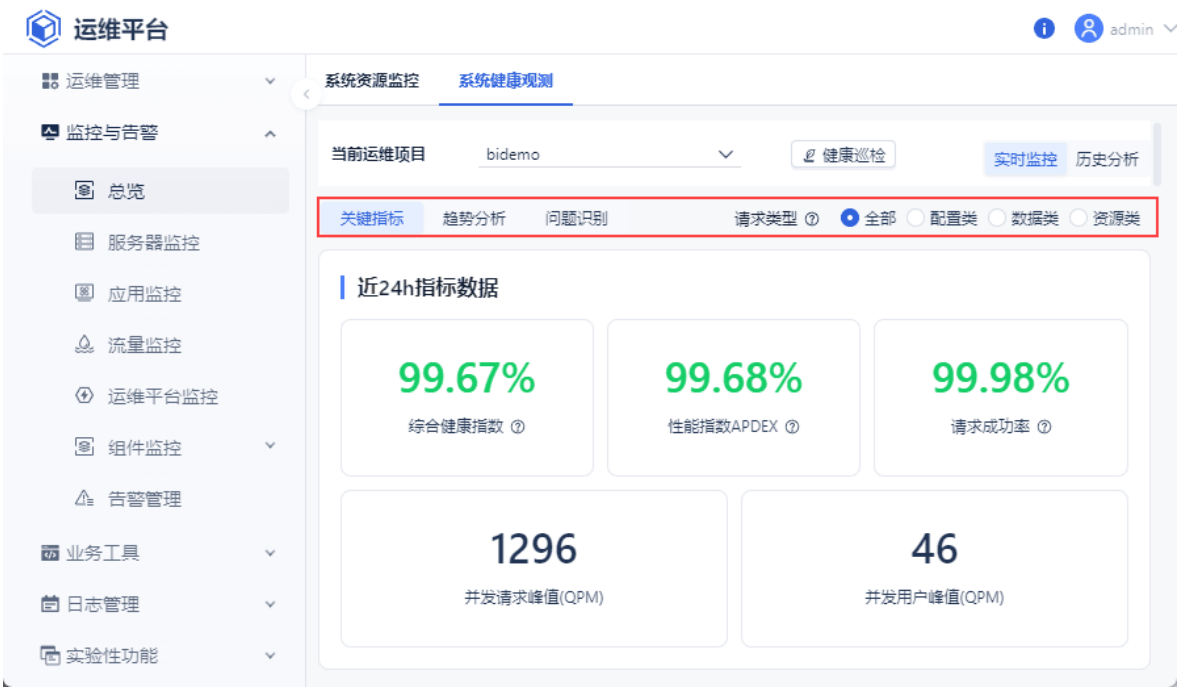 运维平台
admin
运维管理
监控与告警
总览
服务器监控
应用监控
流量监控
运维平台监控
组件监控
告警管理
业务工具
日志管理
实验性功能
系统资源监控 系统健康观测
当前运维项目 bidemo 健康巡检 实时监控 历史分析
关键指标 趋势分析 问题识别 请求类型 全部 配置类 数据类 资源类
近24h指标数据
99.67% 99.68% 99.98%
综合健康指数 性能指数APDEX 请求成功率
1296 46
并发请求峰值(QPM) 并发用户峰值(QPM)